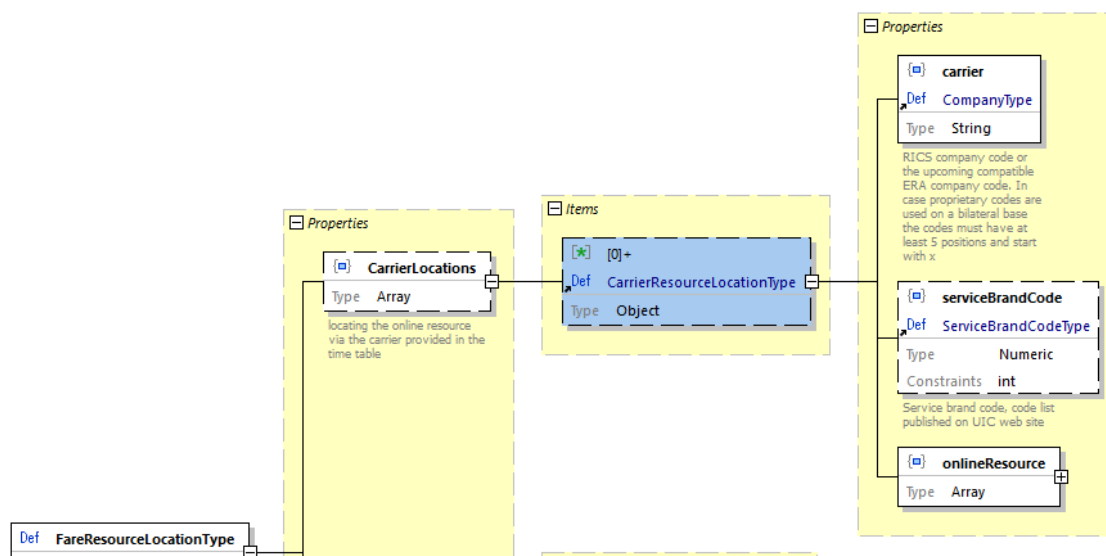 Properties
carrier
Def CompanyType
Type String
RICS company code or
the upcoming compatible
ERA company code. In
case proprietary codes are
used on a bilateral base
the codes must have at
least 5 positions and start
with x
Properties
CarrierLocations
Type Array
locating the online resource
via the carrier provided in the
time table
Items
[0]+
Def CarrierResourceLocationType
Type Object
serviceBrandCode
Def ServiceBrandCodeType
Type Numeric
Constraints int
Service brand code, code list
published on UIC web site
onlineResource
Type Array
Def FareResourceLocationType